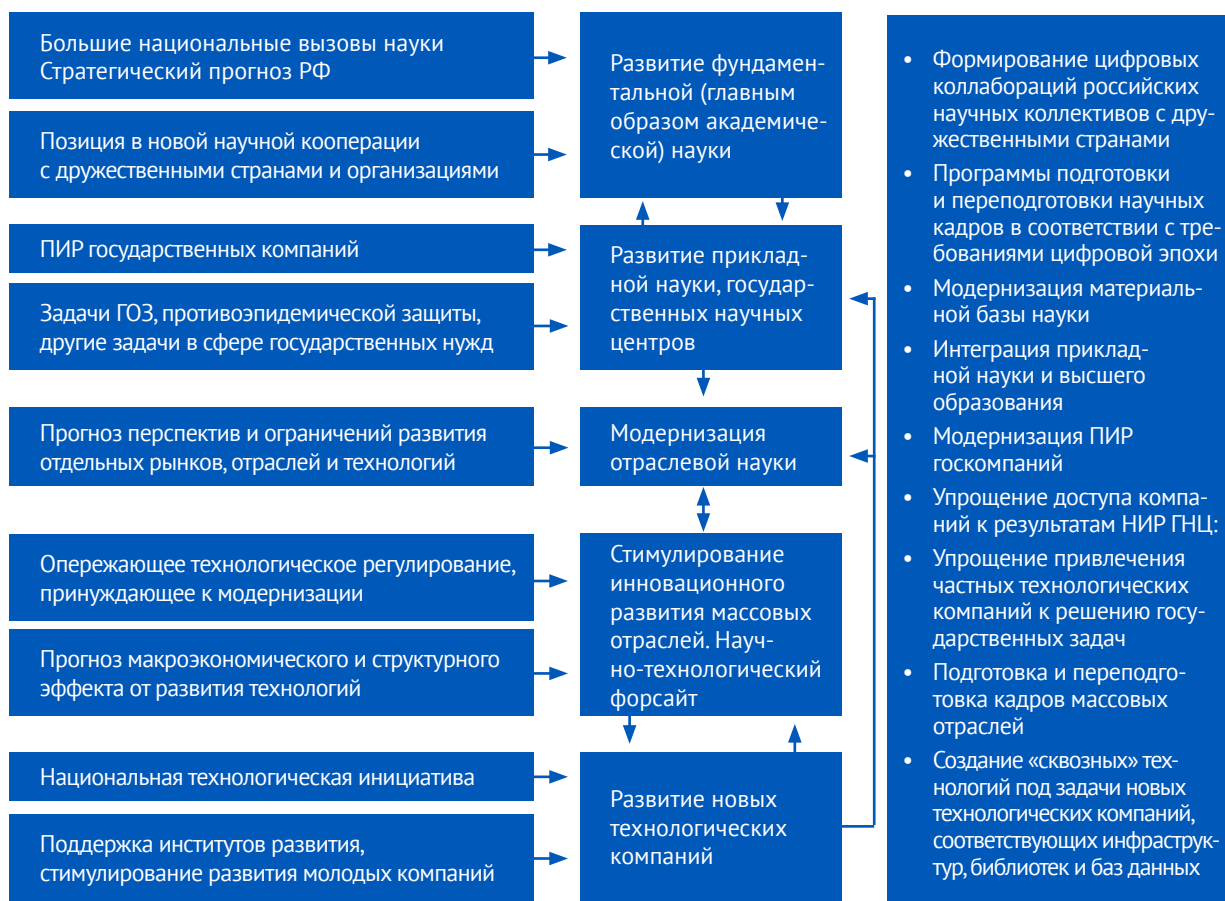 Большие национальные вызовы науки
Стратегический прогноз РФ
Позиция в новой научной кооперации
с дружественными странами и организациями
ПИР государственных компаний
Задачи ГОЗ, противоэпидемической защиты,
другие задачи в сфере государственных нужд
Прогноз перспектив и ограничений развития
отдельных рынков, отраслей и технологий
Опережающее технологическое регулирование,
принуждающее к модернизации
Прогноз макроэкономического и структурного
эффекта от развития технологий
Национальная технологическая инициатива
Поддержка институтов развития,
стимулирование развития молодых компаний
Развитие фундамен-
тальной (главным
образом академиче-
ской) науки
Развитие приклад-
ной науки, государ-
ственных научных
центров
Модернизация
отраслевой науки
Стимулирование
инновационного
развития массовых
отраслей. Науч-
но-технологический
форсайт
Развитие новых
технологических
компаний
• Формирование цифровых
коллабораций российских
научных коллективов с дру-
жественными странами
• Программы подготовки
и переподготовки научных
кадров в соответствии с тре-
бованиями цифровой эпохи
• Модернизация материаль-
ной базы науки
• Интеграция приклад-
ной науки и высшего
образования
• Модернизация ПИР
госкомпаний
• Упрощение доступа компа-
ний к результатам НИР ГНЦ:
• Упрощение привлечения
частных технологических
компаний к решению госу-
дарственных задач
• Подготовка и переподго-
товка кадров массовых
отраслей
• Создание «сквозных» тех-
нологий под задачи новых
технологических компаний,
соответствующих инфраструк-
тур, библиотек и баз данных